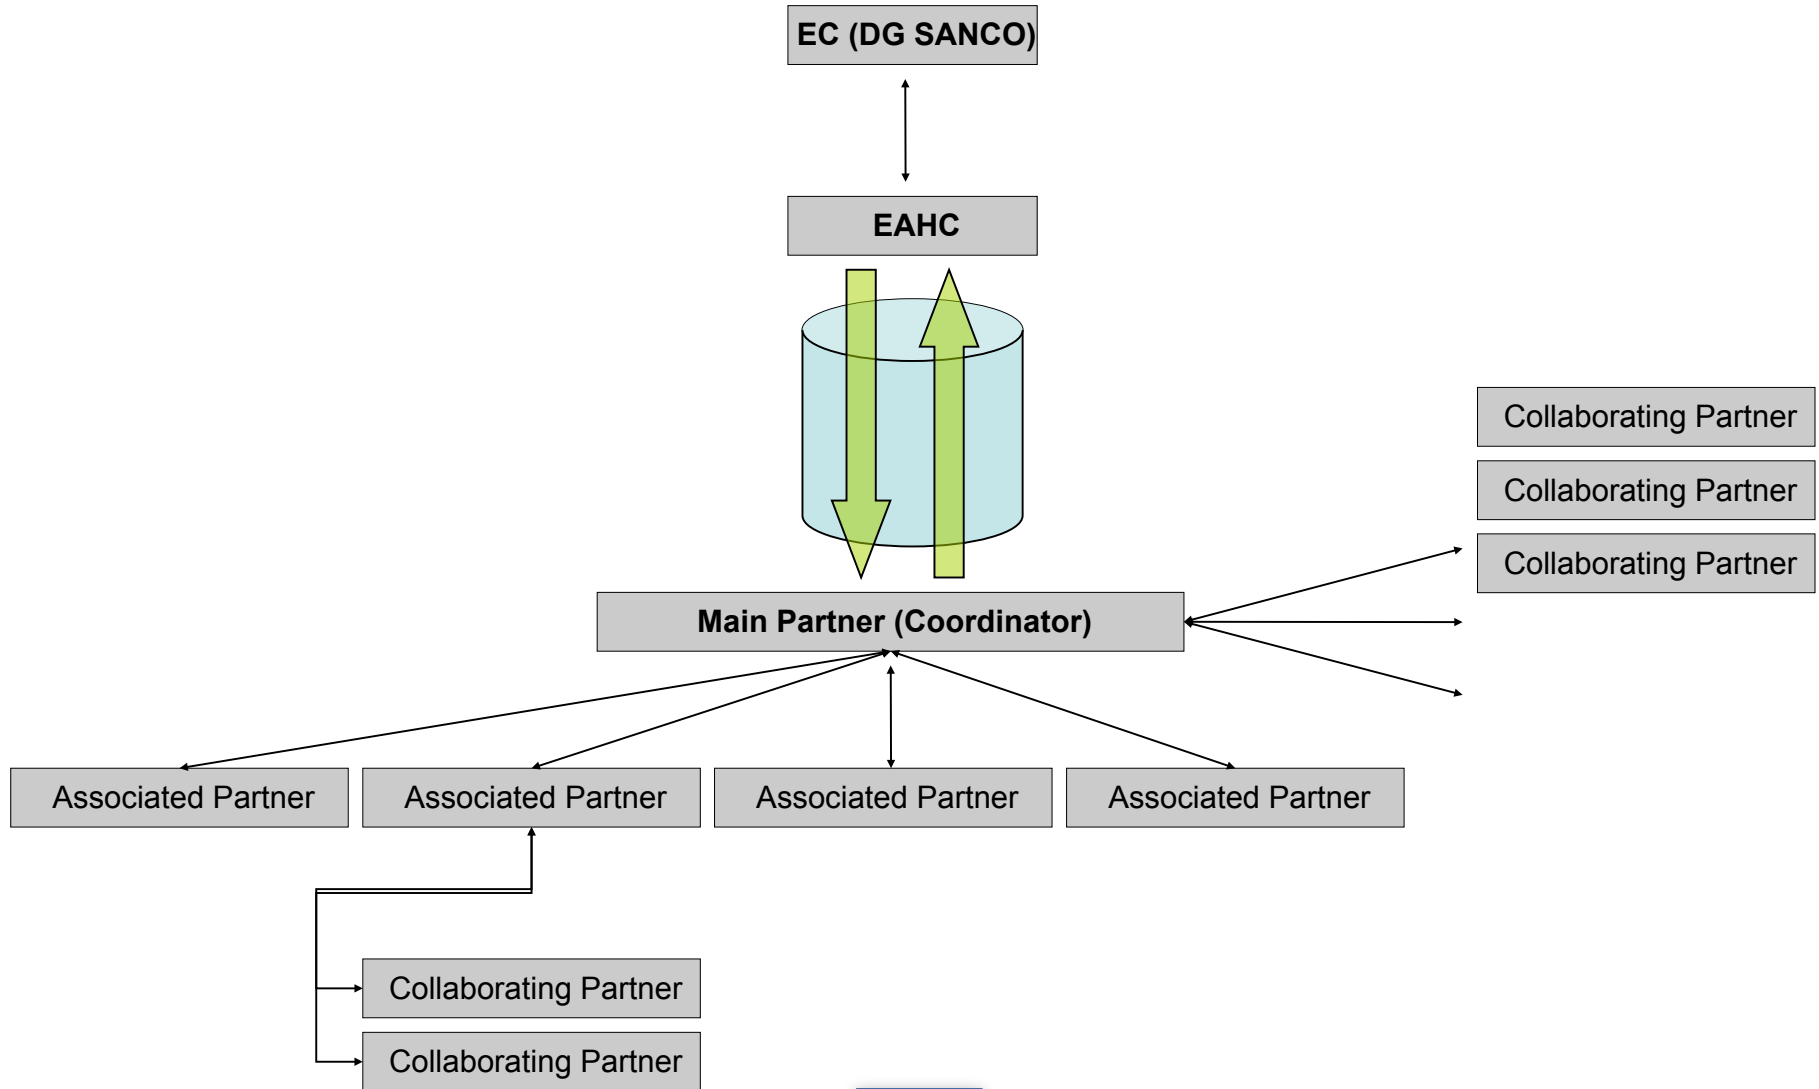 EC (DG SANCO)
EAHC
Collaborating Partner
Collaborating Partner
Collaborating Partner
Main Partner (Coordinator)
Associated Partner
Associated Partner
Associated Partner
Associated Partner
Collaborating Partner
Collaborating Partner